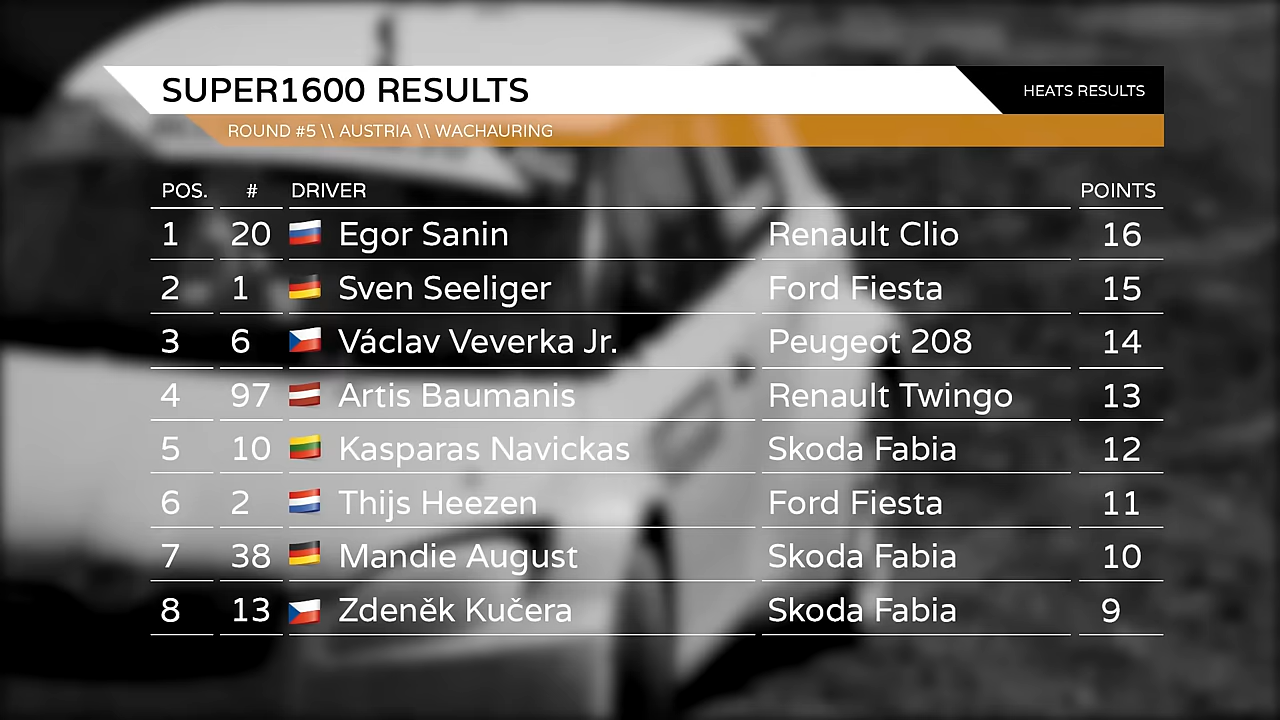 SUPER1600 RESULTS HEATS RESULTS
ROUND #5 \\ AUSTRIA \\ WACHAURING
POS. # DRIVER POINTS
1 20 Egor Sanin Renault Clio 16
2 1 Sven Seeliger Ford Fiesta 15
3 6 Václav Veverka Jr. Peugeot 208 14
4 97 Artis Baumanis Renault Twingo 13
5 10 Kasparas Navickas Skoda Fabia 12
6 2 Thijs Heezen Ford Fiesta 11
7 38 Mandie August Skoda Fabia 10
8 13 Zdeněk Kučera Skoda Fabia 9